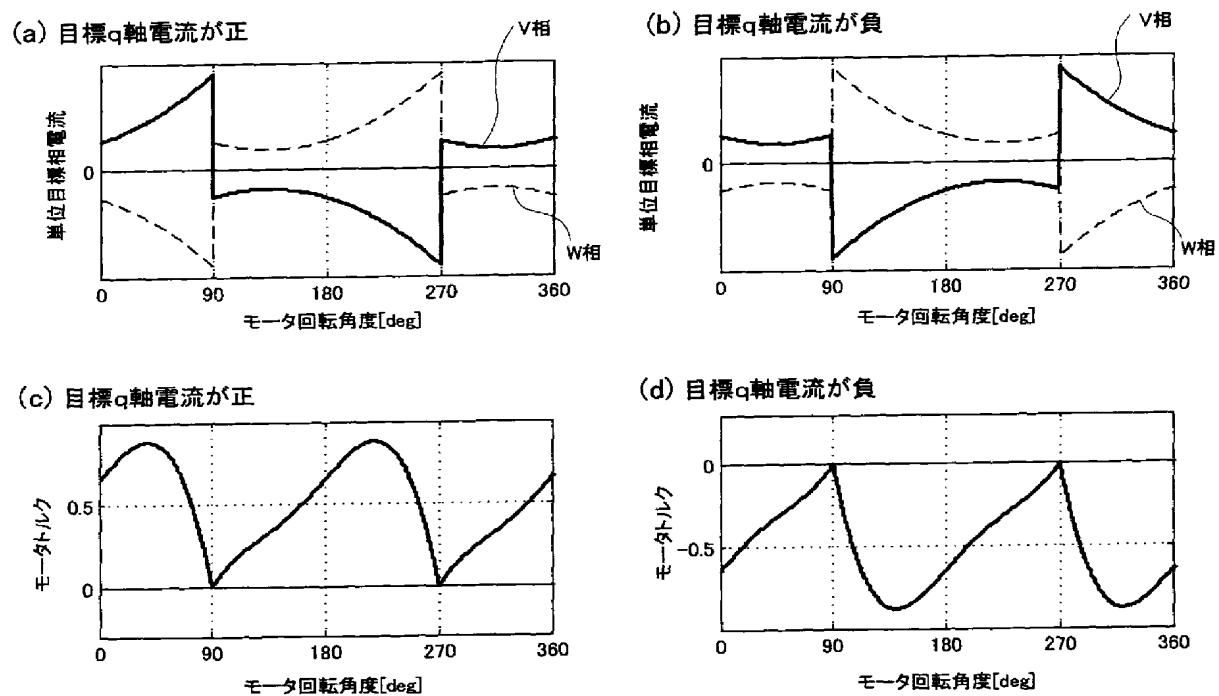 (a) 目標q軸電流が正
V相
単位目標相電流
0
W相
0 90 180 270 360
モータ回転角度[deg]
(b) 目標q軸電流が負
V相
単位目標相電流
0
W相
0 90 180 270 360
モータ回転角度[deg]
(c) 目標q軸電流が正
モータトルク
0.5
0
0 90 180 270 360
モータ回転角度[deg]
(d) 目標q軸電流が負
モータトルク
0
-0.5
0 90 180 270 360
モータ回転角度[deg]